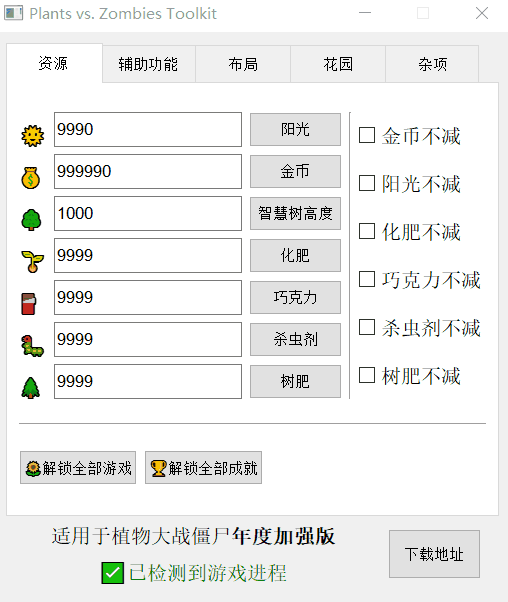 Plants vs. Zombies Toolkit
资源 辅助功能 布局 花园 杂项
9990 阳光
999990 金币
1000 智慧树高度
9999 化肥
9999 巧克力
9999 杀虫剂
9999 树肥
金币不减
阳光不减
化肥不减
巧克力不减
杀虫剂不减
树肥不减
解锁全部游戏 解锁全部成就
适用于植物大战僵尸年度加强版
已检测到游戏进程
下载地址